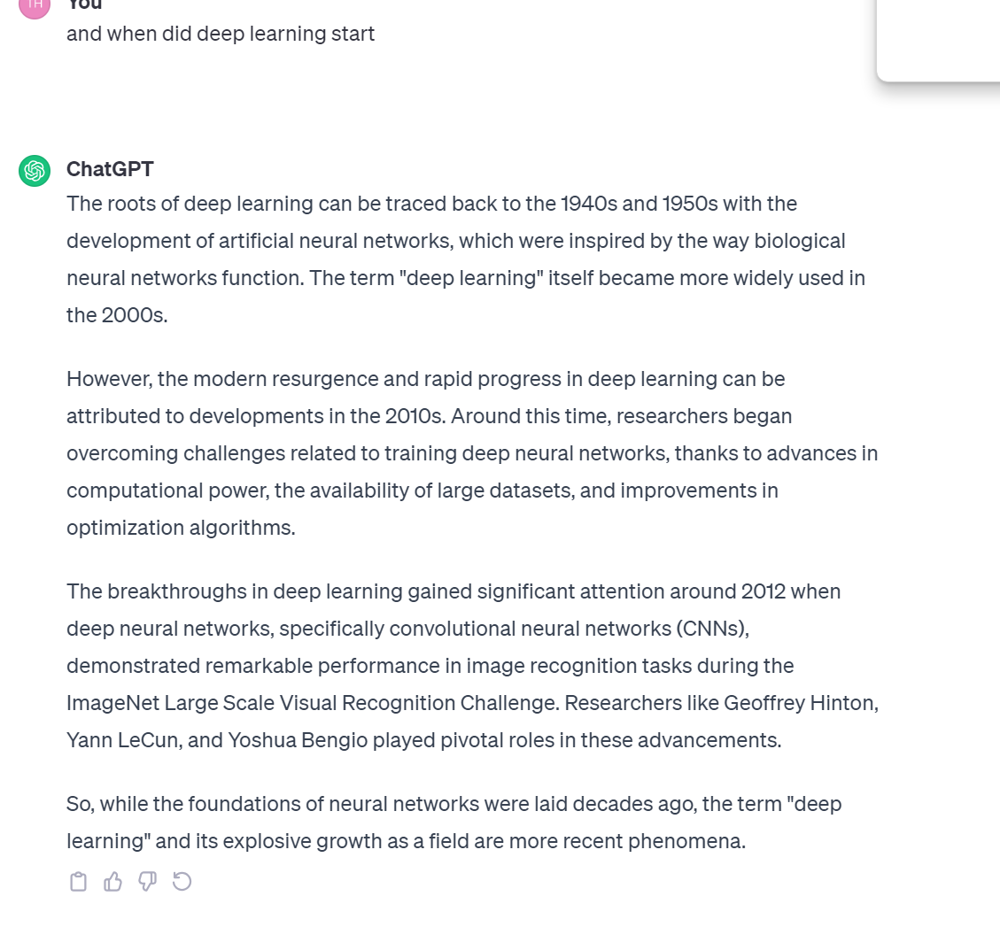 TH
You
and when did deep learning start
ChatGPT
The roots of deep learning can be traced back to the 1940s and 1950s with the
development of artificial neural networks, which were inspired by the way biological
neural networks function. The term "deep learning" itself became more widely used in
the 2000s.
However, the modern resurgence and rapid progress in deep learning can be
attributed to developments in the 2010s. Around this time, researchers began
overcoming challenges related to training deep neural networks, thanks to advances in
computational power, the availability of large datasets, and improvements in
optimization algorithms.
The breakthroughs in deep learning gained significant attention around 2012 when
deep neural networks, specifically convolutional neural networks (CNNs),
demonstrated remarkable performance in image recognition tasks during the
ImageNet Large Scale Visual Recognition Challenge. Researchers like Geoffrey Hinton,
Yann LeCun, and Yoshua Bengio played pivotal roles in these advancements.
So, while the foundations of neural networks were laid decades ago, the term "deep
learning" and its explosive growth as a field are more recent phenomena.